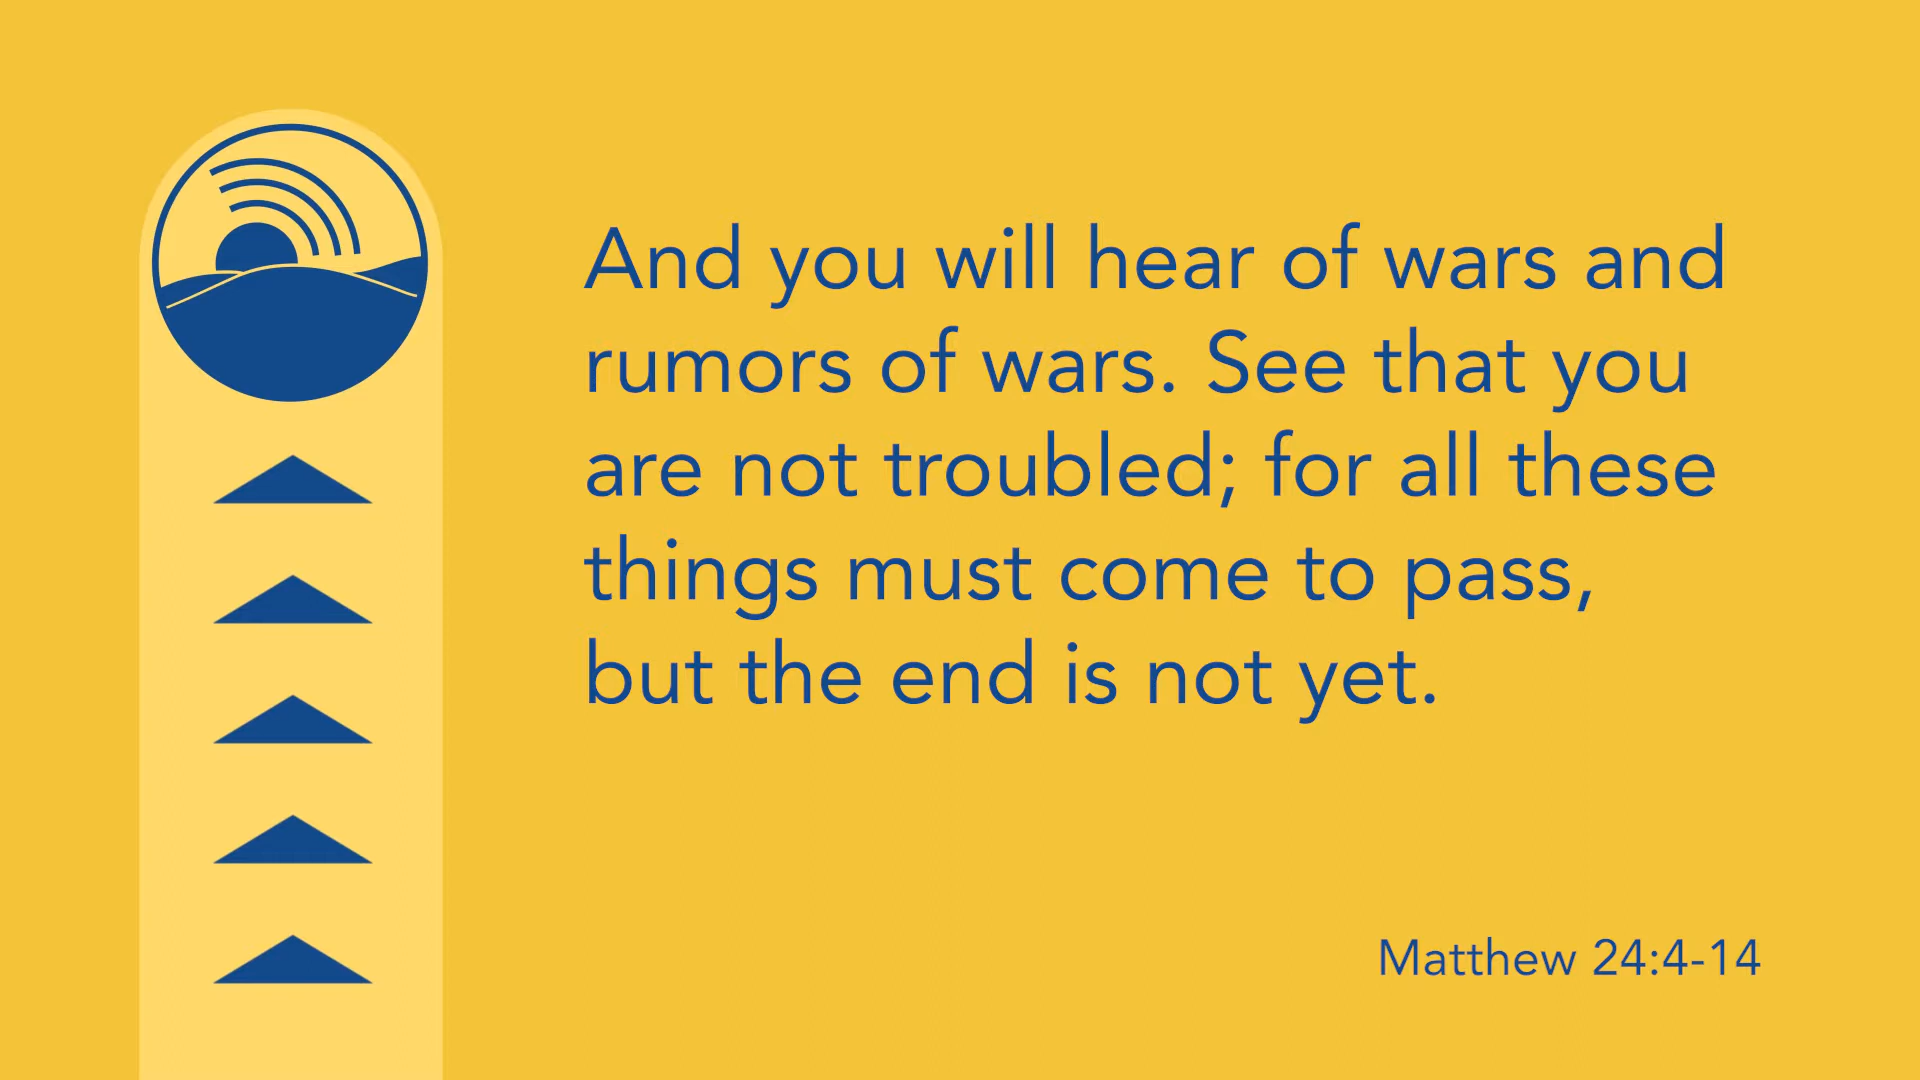 And you will hear of wars and
rumors of wars. See that you
are not troubled; for all these
things must come to pass,
but the end is not yet.
Matthew 24:4-14